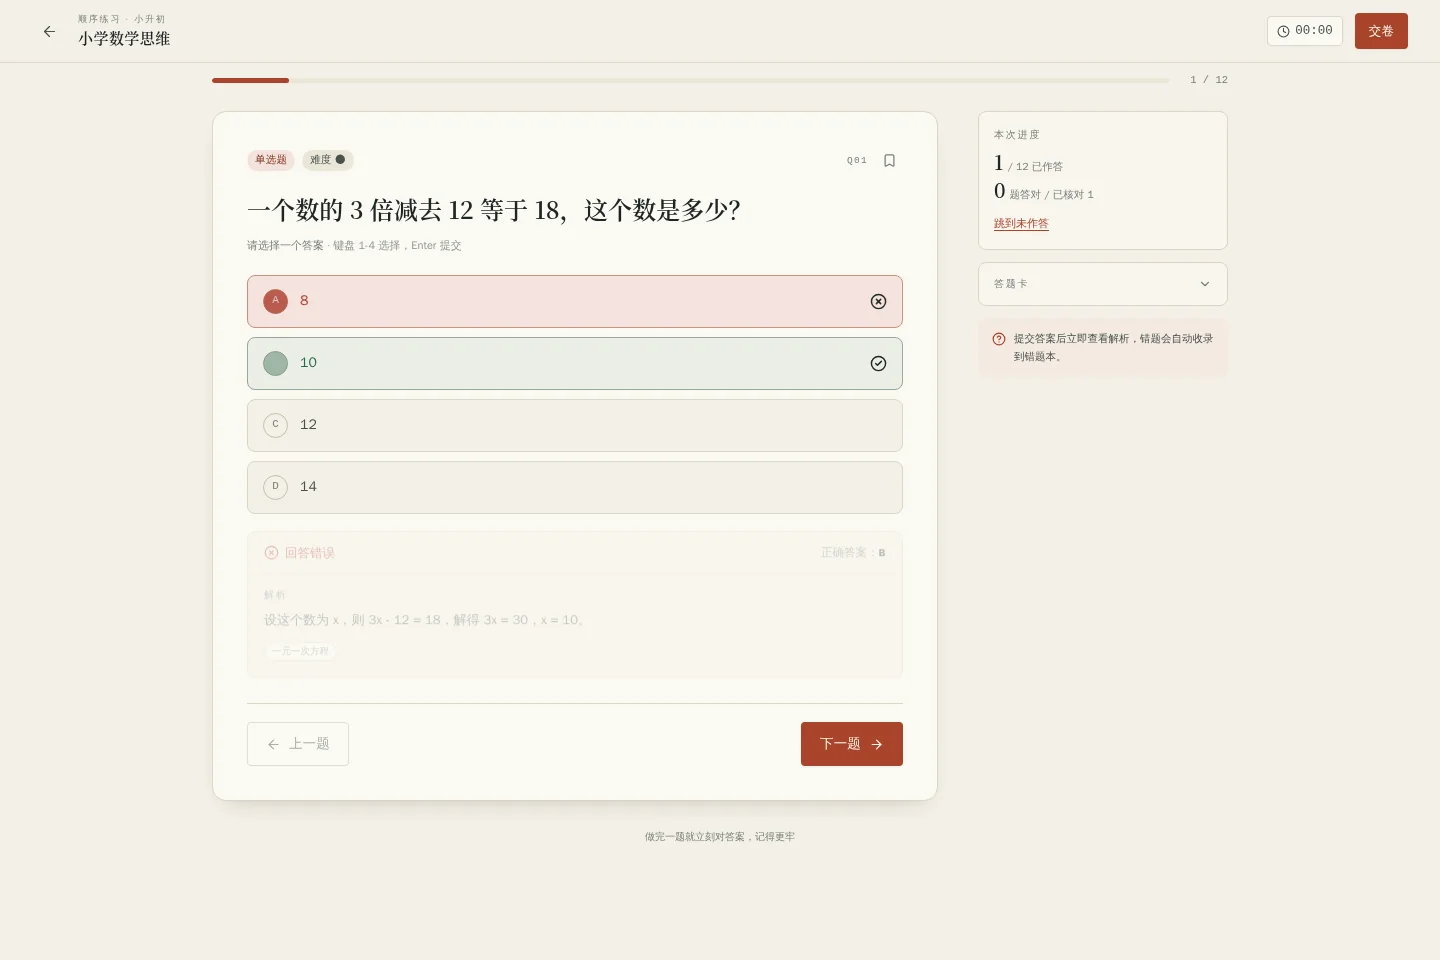 顺序练习 · 小升初
小学数学思维
00:00
交卷
1 / 12
单选题
难度
Q01
一个数的 3 倍减去 12 等于 18，这个数是多少？
请选择一个答案 · 键盘 1-4 选择，Enter 提交
A 8
10
C 12
D 14
回答错误
正确答案：B
解析
设这个数为 x，则 3x - 12 = 18，解得 3x = 30，x = 10。
一元一次方程
上一题
下一题
本次进度
1 / 12 已作答
0 题答对 / 已核对 1
跳到未作答
答题卡
提交答案后立即查看解析，错题会自动收录
到错题本。
做完一题就立刻对答案，记得更牢